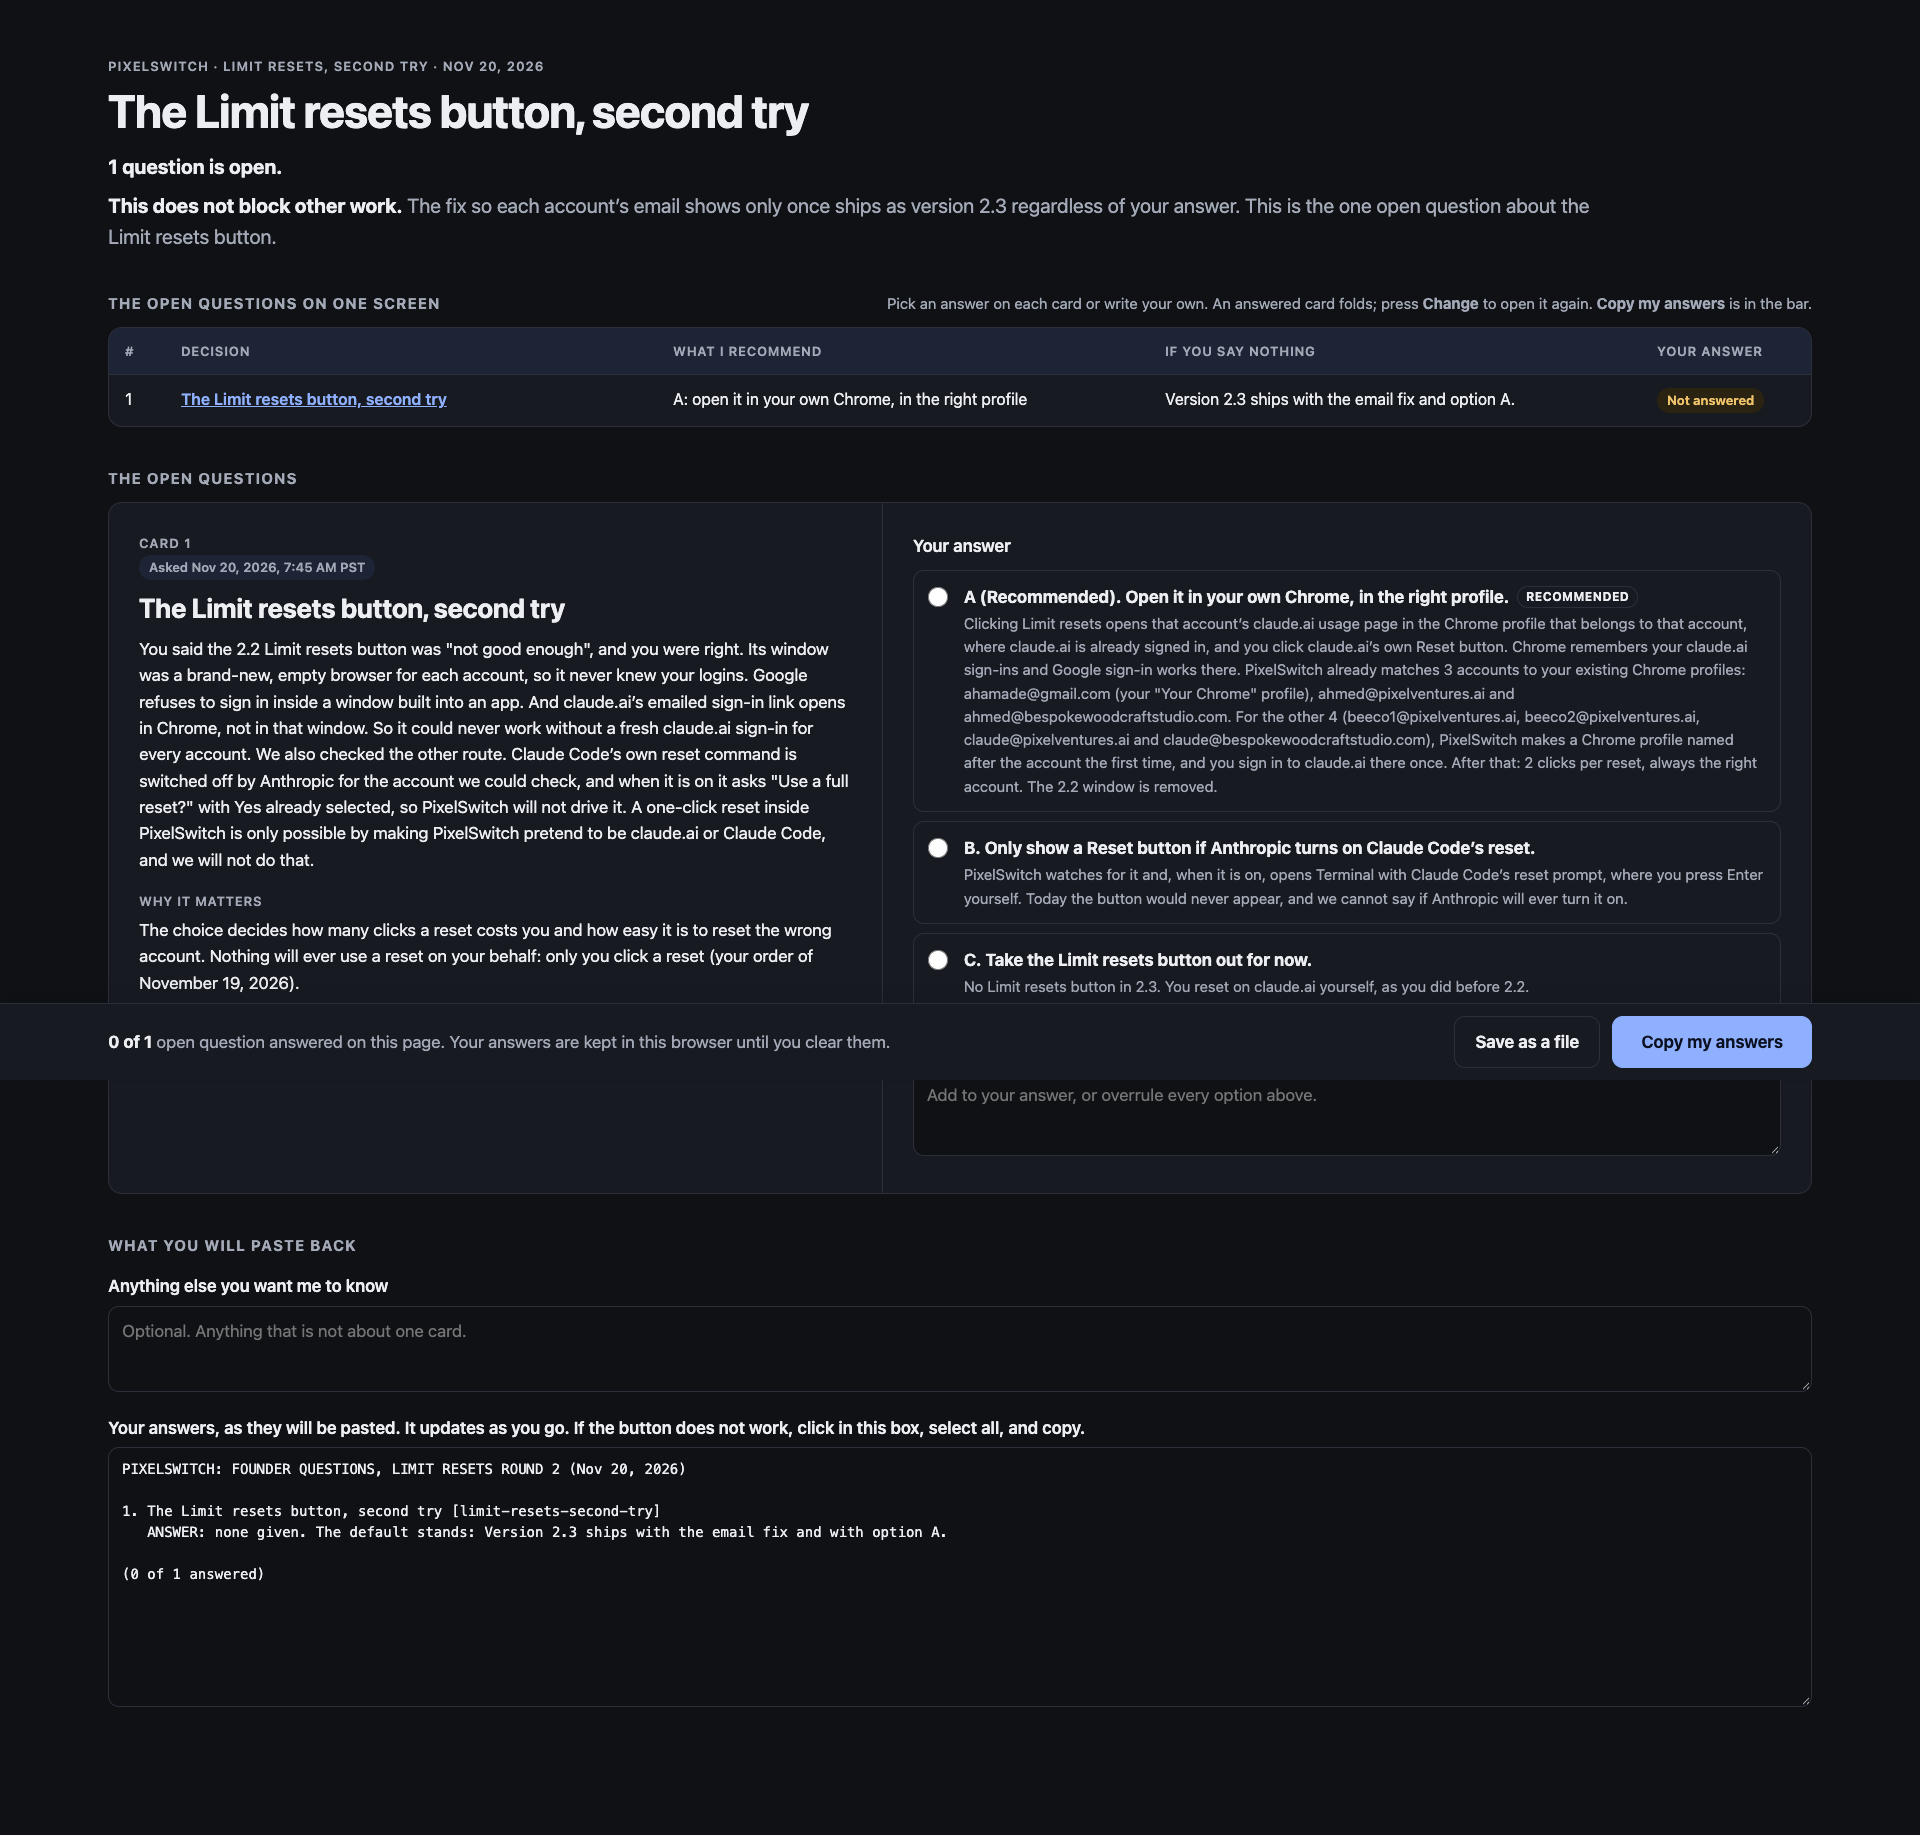 PIXELSWITCH · LIMIT RESETS, SECOND TRY · NOV 20, 2026
The Limit resets button, second try
1 question is open.
This does not block other work. The fix so each account’s email shows only once ships as version 2.3 regardless of your answer. This is the one open question about the
Limit resets button.
THE OPEN QUESTIONS ON ONE SCREEN
Pick an answer on each card or write your own. An answered card folds; press Change to open it again. Copy my answers is in the bar.
# DECISION WHAT I RECOMMEND IF YOU SAY NOTHING YOUR ANSWER
1 The Limit resets button, second try A: open it in your own Chrome, in the right profile Version 2.3 ships with the email fix and option A. Not answered
THE OPEN QUESTIONS
CARD 1
Asked Nov 20, 2026, 7:45 AM PST
The Limit resets button, second try
You said the 2.2 Limit resets button was "not good enough", and you were right. Its window
was a brand-new, empty browser for each account, so it never knew your logins. Google
refuses to sign in inside a window built into an app. And claude.ai’s emailed sign-in link opens
in Chrome, not in that window. So it could never work without a fresh claude.ai sign-in for
every account. We also checked the other route. Claude Code’s own reset command is
switched off by Anthropic for the account we could check, and when it is on it asks "Use a full
reset?" with Yes already selected, so PixelSwitch will not drive it. A one-click reset inside
PixelSwitch is only possible by making PixelSwitch pretend to be claude.ai or Claude Code,
and we will not do that.
WHY IT MATTERS
The choice decides how many clicks a reset costs you and how easy it is to reset the wrong
account. Nothing will ever use a reset on your behalf: only you click a reset (your order of
November 19, 2026).
Your answer
A (Recommended). Open it in your own Chrome, in the right profile. RECOMMENDED
Clicking Limit resets opens that account’s claude.ai usage page in the Chrome profile that belongs to that account,
where claude.ai is already signed in, and you click claude.ai’s own Reset button. Chrome remembers your claude.ai
sign-ins and Google sign-in works there. PixelSwitch already matches 3 accounts to your existing Chrome profiles:
ahamade@gmail.com (your "Your Chrome" profile), ahmed@pixelventures.ai and
ahmed@bespokewoodcraftstudio.com. For the other 4 (beeco1@pixelventures.ai, beeco2@pixelventures.ai,
claude@pixelventures.ai and claude@bespokewoodcraftstudio.com), PixelSwitch makes a Chrome profile named
after the account the first time, and you sign in to claude.ai there once. After that: 2 clicks per reset, always the right
account. The 2.2 window is removed.
B. Only show a Reset button if Anthropic turns on Claude Code’s reset.
PixelSwitch watches for it and, when it is on, opens Terminal with Claude Code’s reset prompt, where you press Enter
yourself. Today the button would never appear, and we cannot say if Anthropic will ever turn it on.
C. Take the Limit resets button out for now.
No Limit resets button in 2.3. You reset on claude.ai yourself, as you did before 2.2.
0 of 1 open question answered on this page. Your answers are kept in this browser until you clear them.
Save as a file
Copy my answers
Add to your answer, or overrule every option above.
WHAT YOU WILL PASTE BACK
Anything else you want me to know
Optional. Anything that is not about one card.
Your answers, as they will be pasted. It updates as you go. If the button does not work, click in this box, select all, and copy.
PIXELSWITCH: FOUNDER QUESTIONS, LIMIT RESETS ROUND 2 (Nov 20, 2026)
1. The Limit resets button, second try [limit-resets-second-try]
ANSWER: none given. The default stands: Version 2.3 ships with the email fix and with option A.
(0 of 1 answered)